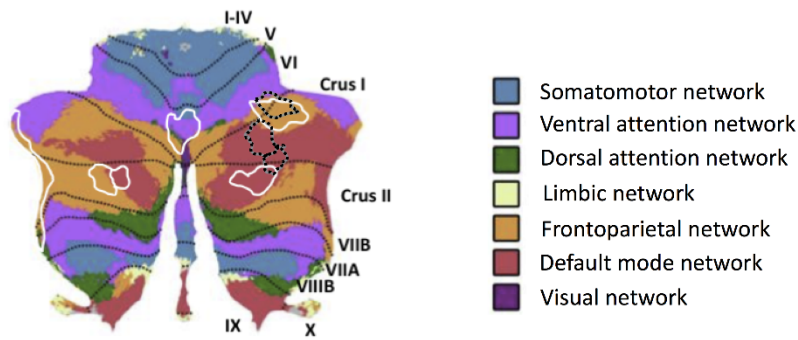 I-IV
V
VI
Crus I
Crus II
VIIB
VIIA
VIIIB
IX
X
Somatomotor network
Ventral attention network
Dorsal attention network
Limbic network
Frontoparietal network
Default mode network
Visual network